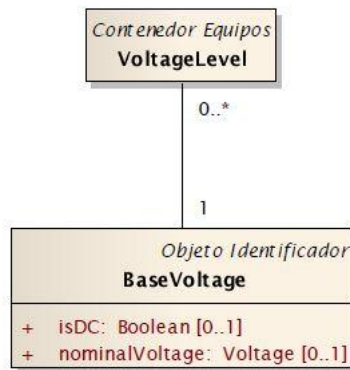 Contenedor Equipos
VoltageLevel
0..*
1
Objeto Identificador
BaseVoltage
+ isDC: Boolean [0..1]
+ nominalVoltage: Voltage [0..1]